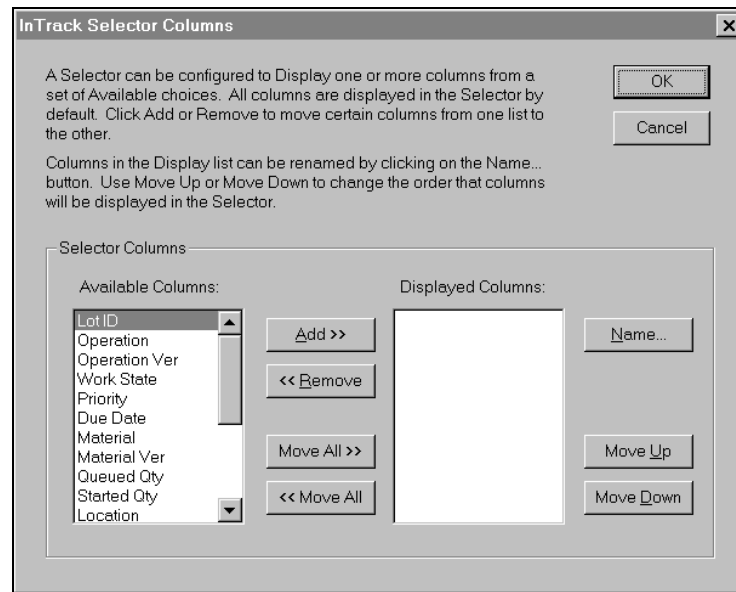 InTrack Selector Columns
A Selector can be configured to Display one or more columns from a
set of Available choices. All columns are displayed in the Selector by
default. Click Add or Remove to move certain columns from one list to
the other.
OK
Cancel
Columns in the Display list can be renamed by clicking on the Name...
button. Use Move Up or Move Down to change the order that columns
will be displayed in the Selector.
Selector Columns
Available Columns:
Displayed Columns:
Lot ID
Operation
Operation Ver
Work State
Priority
Due Date
Material
Material Ver
Queued Qty
Started Qty
Location
Add >>
<< Remove
Move All >>
<< Move All
Name...
Move Up
Move Down